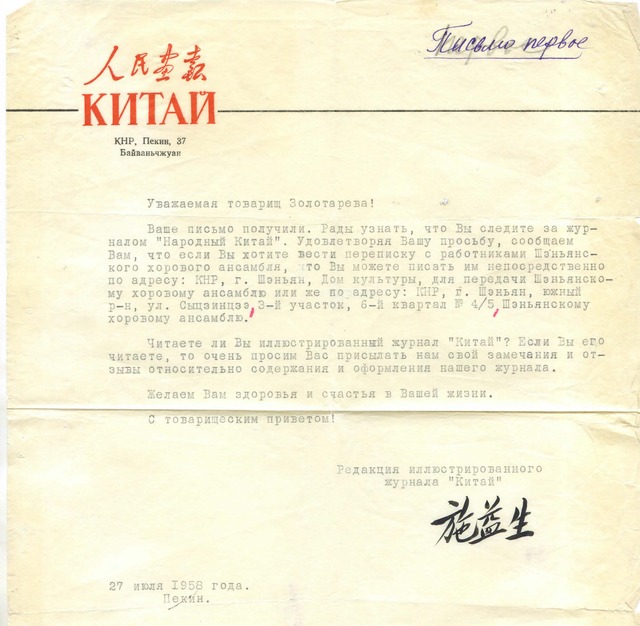 Письмо первое
人民画报
КИТАЙ
КНР, Пекин, 37
Байваньчжуан
Уважаемая товарищ Золотарева!
Ваше письмо получили. Рады узнать, что Вы следите за жур-
налом "Народный Китай". Удовлетворяя Вашу просьбу, сообщаем
Вам, что если Вы хотите вести переписку с работниками Шэньянс-
кого хорового ансамбля, то Вы можете писать им непосредственно
по адресу: КНР, г. Шэньян, Дом культуры, для передачи Шэньянско-
му хоровому ансамблю или же по адресу: КНР, г. Шэньян, южный
р-н, ул. Сыцзинцзэ, 3-й участок, 6-й квартал № 4/5, Шэньянскому
хоровому ансамблю.
Читаете ли Вы иллюстрированный журнал "Китай"? Если Вы его
читаете, то очень просим Вас присылать нам свой замечания и от-
зывы относительно содержания и оформления нашего журнала.
Желаем Вам здоровья и счастья в Вашей жизни.
С товарищеским приветом!
Редакция иллюстрированного
журнала "Китай"
施益生
27 июля 1958 года.
Пекин.